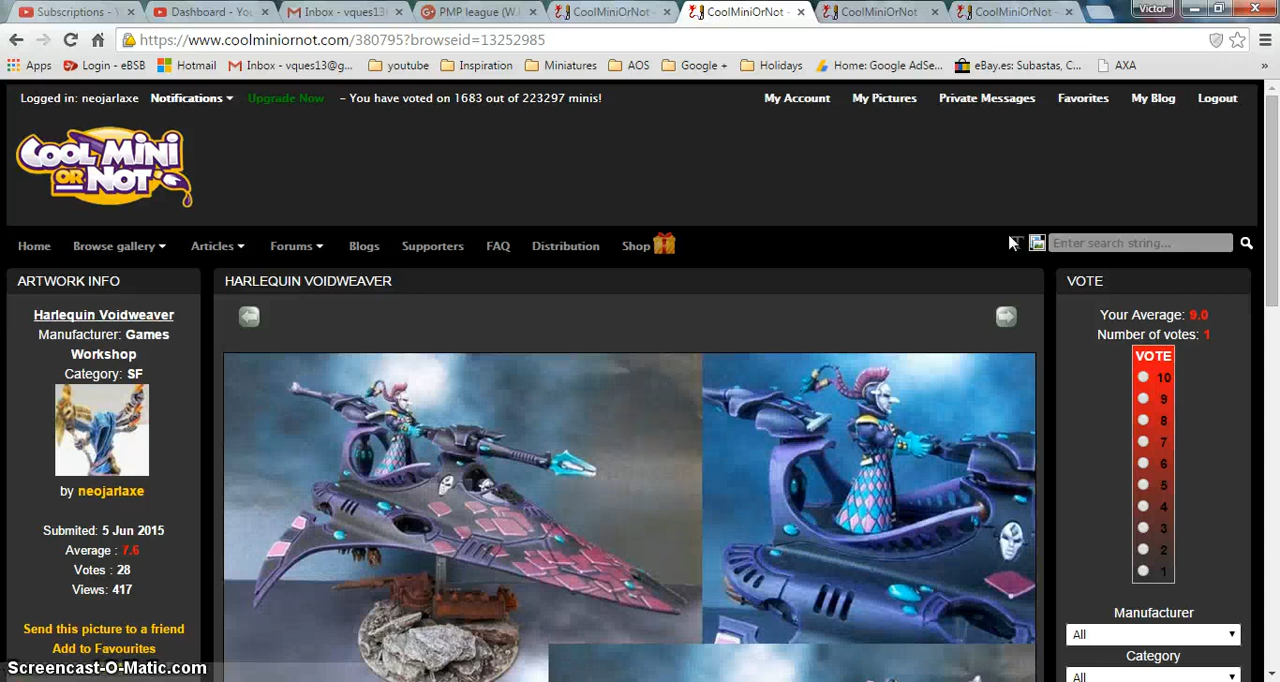 Subscriptions - Y
Dashboard - You
Inbox - vques13
PMP league (W
CoolMiniOrNot -
CoolMiniOrNot -
CoolMiniOrNot
CoolMiniOrNot -
Victor
https://www.coolminiornot.com/380795?browseid=13252985
Apps
Login - eBSB
Hotmail
Inbox - vques13@g...
youtube
Inspiration
Miniatures
AOS
Google +
Holidays
Home: Google AdSe...
eBay.es: Subastas, C...
AXA
»
Logged in: neojarlaxe
Notifications
Upgrade Now
- You have voted on 1683 out of 223297 minis!
My Account
My Pictures
Private Messages
Favorites
My Blog
Logout
COOL MINI
OR NOT
Home
Browse gallery
Articles
Forums
Blogs
Supporters
FAQ
Distribution
Shop
Enter search string...
ARTWORK INFO
Harlequin Voidweaver
Manufacturer: Games
Workshop
Category: SF
by neojarlaxe
Submited: 5 Jun 2015
Average : 7.6
Votes : 28
Views: 417
Send this picture to a friend
Add to Favourites
HARLEQUIN VOIDWEAVER
VOTE
Your Average: 9.0
Number of votes: 1
VOTE
10
9
8
7
6
5
4
3
2
1
Manufacturer
All
Category
All
Screencast-O-Matic.com